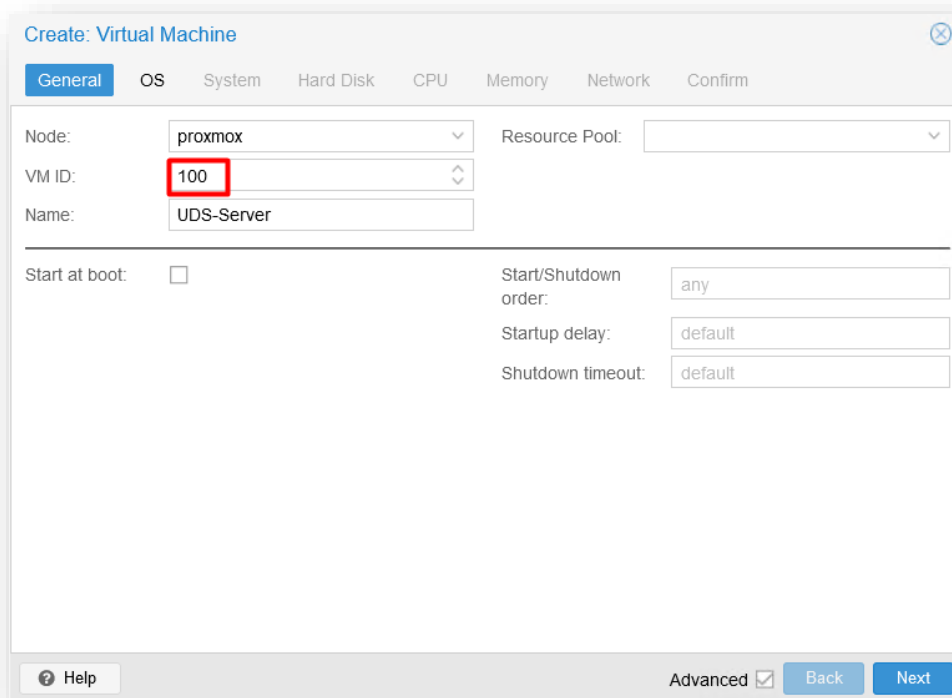 Create: Virtual Machine
General OS System Hard Disk CPU Memory Network Confirm
Node: proxmox Resource Pool:
VM ID: 100
Name: UDS-Server
Start at boot: Start/Shutdown order: any
Startup delay: default
Shutdown timeout: default
Help Advanced Back Next